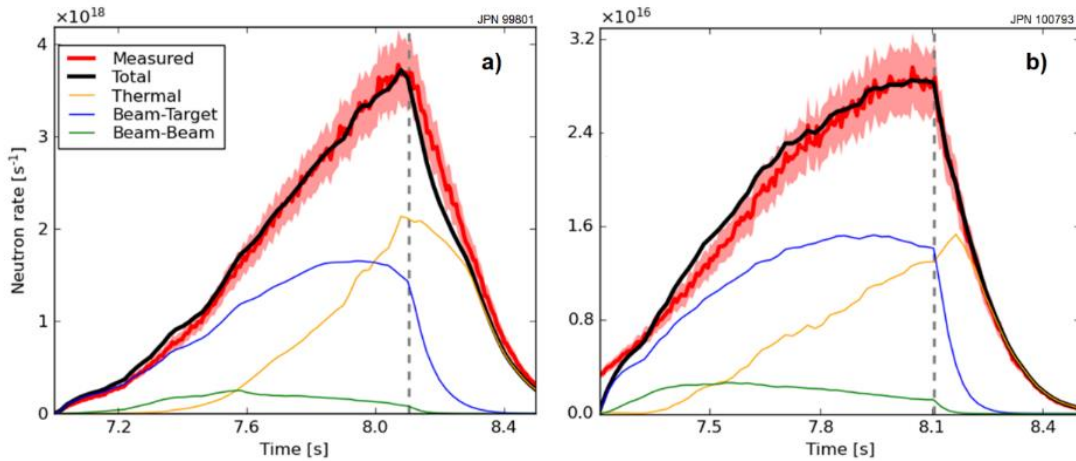 ×10^18
JPN 99801
a)
Measured
Total
Thermal
Beam-Target
Beam-Beam
Neutron rate [s^-1]
4
3
2
1
0
7.2 7.6 8.0 8.4
Time [s]
×10^16
JPN 100793
b)
3.2
2.4
1.6
0.8
0.0
7.5 7.8 8.1 8.4
Time [s]